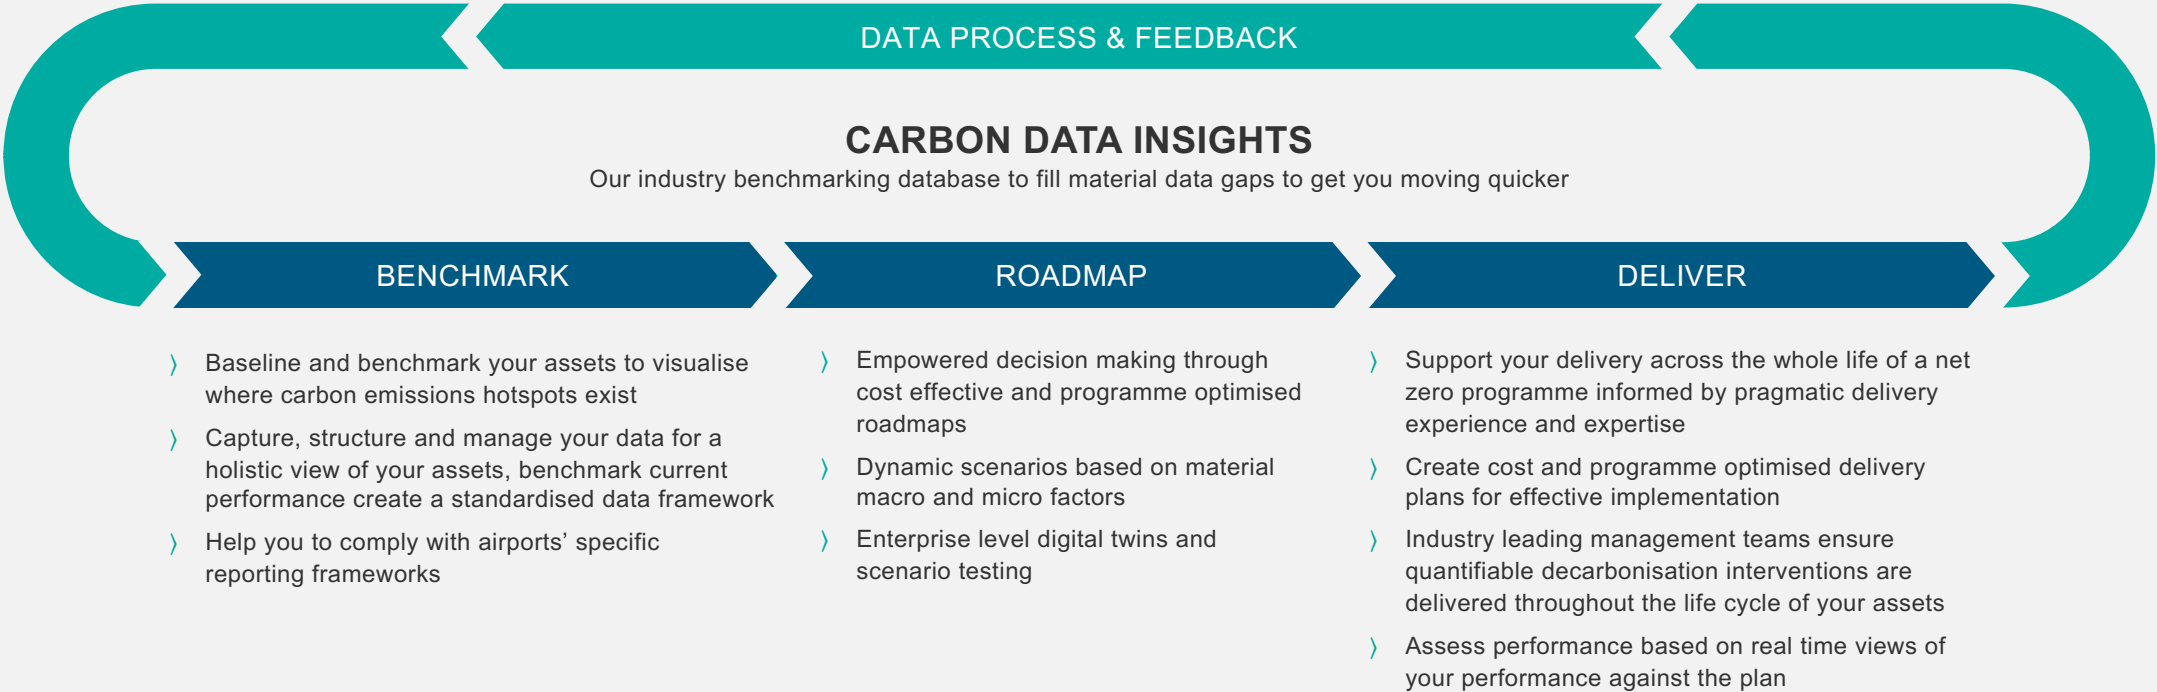 DATA PROCESS & FEEDBACK
CARBON DATA INSIGHTS
Our industry benchmarking database to fill material data gaps to get you moving quicker
BENCHMARK
Baseline and benchmark your assets to visualise
where carbon emissions hotspots exist
Capture, structure and manage your data for a
holistic view of your assets, benchmark current
performance create a standardised data framework
Help you to comply with airports’ specific
reporting frameworks
ROADMAP
Empowered decision making through
cost effective and programme optimised
roadmaps
Dynamic scenarios based on material
macro and micro factors
Enterprise level digital twins and
scenario testing
DELIVER
Support your delivery across the whole life of a net
zero programme informed by pragmatic delivery
experience and expertise
Create cost and programme optimised delivery
plans for effective implementation
Industry leading management teams ensure
quantifiable decarbonisation interventions are
delivered throughout the life cycle of your assets
Assess performance based on real time views of
your performance against the plan